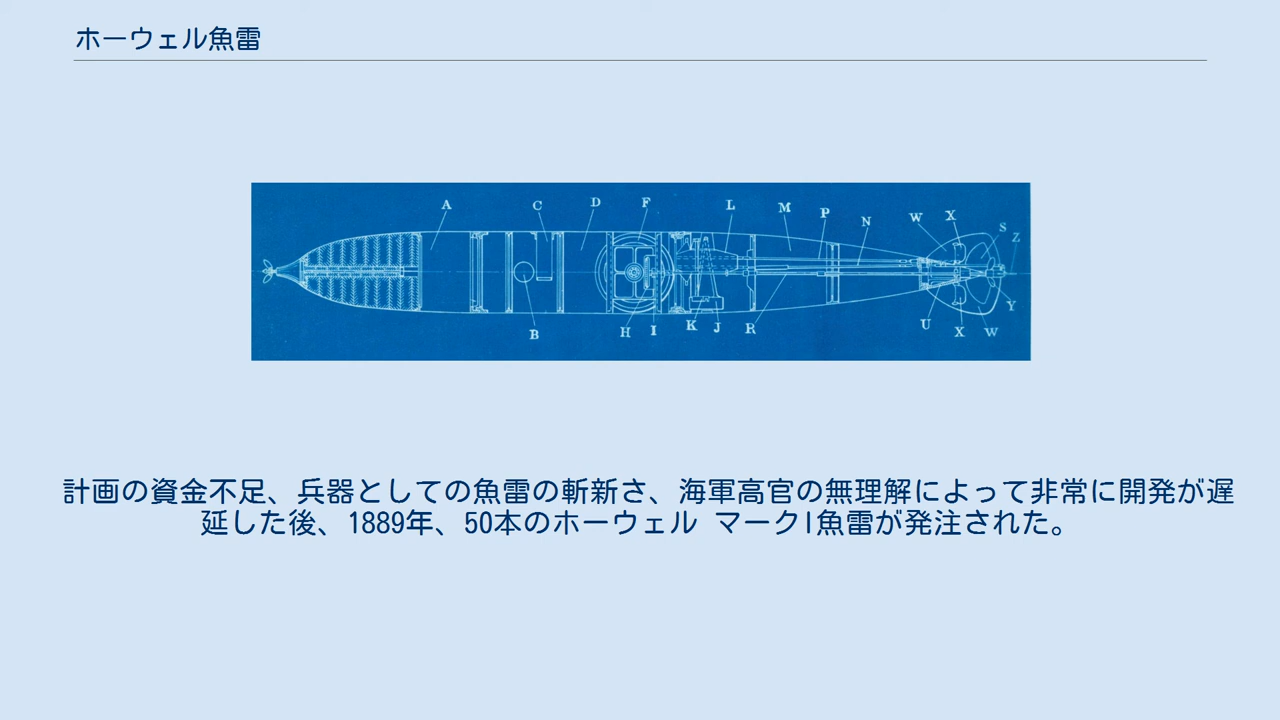 ホーウェル魚雷
A C D F L M P N W X S Z
B H I K J R U X W Y
計画の資金不足、兵器としての魚雷の斬新さ、海軍高官の無理解によって非常に開発が遅
延した後、1889年、50本のホーウェル マークI魚雷が発注された。